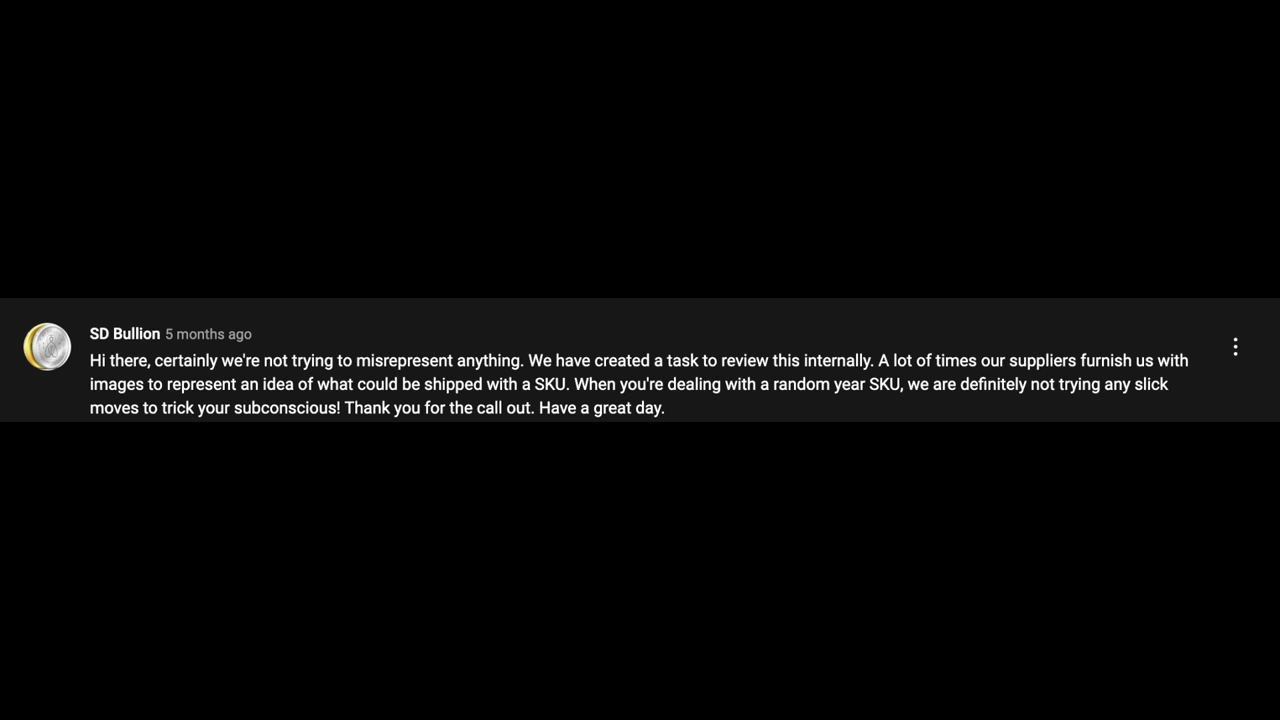 SD Bullion 5 months ago
Hi there, certainly we're not trying to misrepresent anything. We have created a task to review this internally. A lot of times our suppliers furnish us with
images to represent an idea of what could be shipped with a SKU. When you're dealing with a random year SKU, we are definitely not trying any slick
moves to trick your subconscious! Thank you for the call out. Have a great day.